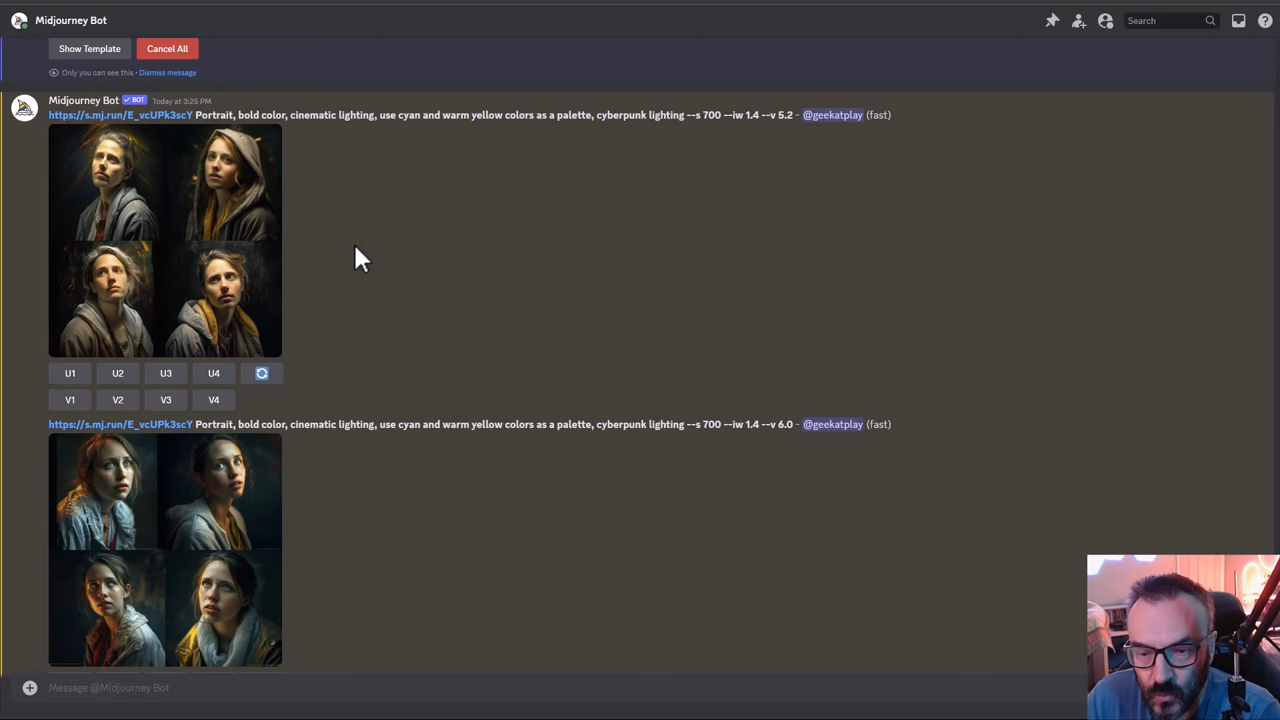 Midjourney Bot
Search
Show Template
Cancel All
Only you can see this • Dismiss message
Midjourney Bot ✓ BOT Today at 3:25 PM
https://s.mj.run/E_vcUPk3scY Portrait, bold color, cinematic lighting, use cyan and warm yellow colors as a palette, cyberpunk lighting --s 700 --iw 1.4 --v 5.2 - @geekatplay (fast)
U1 U2 U3 U4
V1 V2 V3 V4
https://s.mj.run/E_vcUPk3scY Portrait, bold color, cinematic lighting, use cyan and warm yellow colors as a palette, cyberpunk lighting --s 700 --iw 1.4 --v 6.0 - @geekatplay (fast)
Message @Midjourney Bot